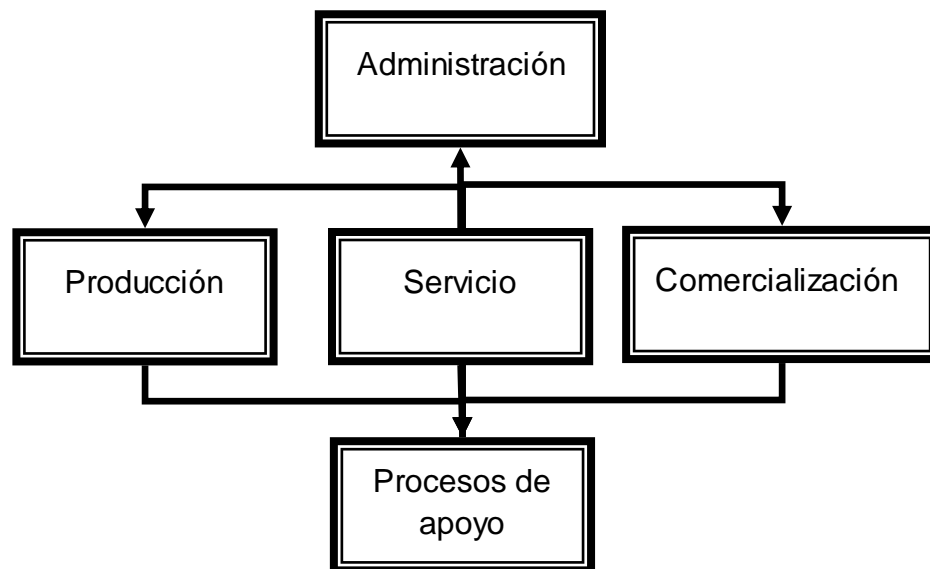 Administración
Producción
Servicio
Comercialización
Procesos de
apoyo